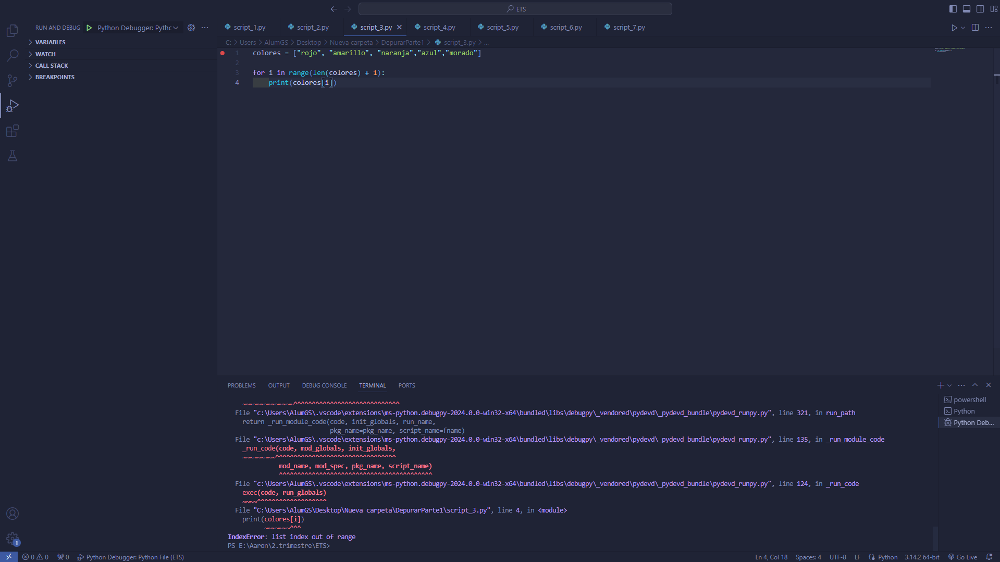 ETS
RUN AND DEBUG Python Debugger: Pythc
script_1.py script_2.py script_3.py script_4.py script_5.py script_6.py script_7.py
C: > Users > AlumGS > Desktop > Nueva carpeta > DepurarParte1 > script_3.py > ...
VARIABLES
WATCH
CALL STACK
BREAKPOINTS
1 colores = ["rojo", "amarillo", "naranja","azul","morado"]
2
3 for i in range(len(colores) + 1):
4     print(colores[i])
PROBLEMS OUTPUT DEBUG CONSOLE TERMINAL PORTS
powershell
Python
Python Deb...
~~~~~~~~~~~~~~^^^^^^^^^^^^^^^^^^^^^^^^^^^^^
File "c:\Users\AlumGS\.vscode\extensions\ms-python.debugpy-2024.0.0-win32-x64\bundled\libs\debugpy\_vendored\pydevd\_pydevd_bundle\pydevd_runpy.py", line 321, in run_path
return _run_module_code(code, init_globals, run_name,
pkg_name=pkg_name, script_name=fname)
File "c:\Users\AlumGS\.vscode\extensions\ms-python.debugpy-2024.0.0-win32-x64\bundled\libs\debugpy\_vendored\pydevd\_pydevd_bundle\pydevd_runpy.py", line 135, in _run_module_code
_run_code(code, mod_globals, init_globals,
~~~~~~~~~^^^^^^^^^^^^^^^^^^^^^^^^^^^^^^^^^
mod_name, mod_spec, pkg_name, script_name)
^^^^^^^^^^^^^^^^^^^^^^^^^^^^^^^^^^^^^^^^^^
File "c:\Users\AlumGS\.vscode\extensions\ms-python.debugpy-2024.0.0-win32-x64\bundled\libs\debugpy\_vendored\pydevd\_pydevd_bundle\pydevd_runpy.py", line 124, in _run_code
exec(code, run_globals)
~~~~^^^^^^^^^^^^^^^^^^^
File "C:\Users\AlumGS\Desktop\Nueva carpeta\DepurarParte1\script_3.py", line 4, in <module>
print(colores[i])
~~~~~~~^^^
IndexError: list index out of range
PS E:\Aaron\2.trimestre\ETS>
1
0 0 0 Python Debugger: Python File (ETS) Ln 4, Col 18 Spaces: 4 UTF-8 LF Python 3.14.2 64-bit Go Live